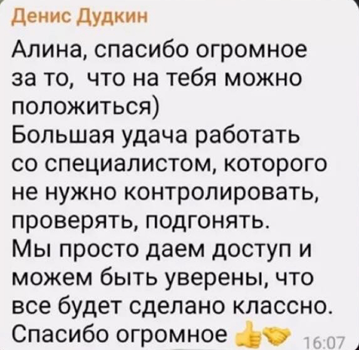 Денис Дудкин
Алина, спасибо огромное
за то, что на тебя можно
положиться)
Большая удача работать
со специалистом, которого
не нужно контролировать,
проверять, подгонять.
Мы просто даем доступ и
можем быть уверены, что
все будет сделано классно.
Спасибо огромное 👍🤝
16:07